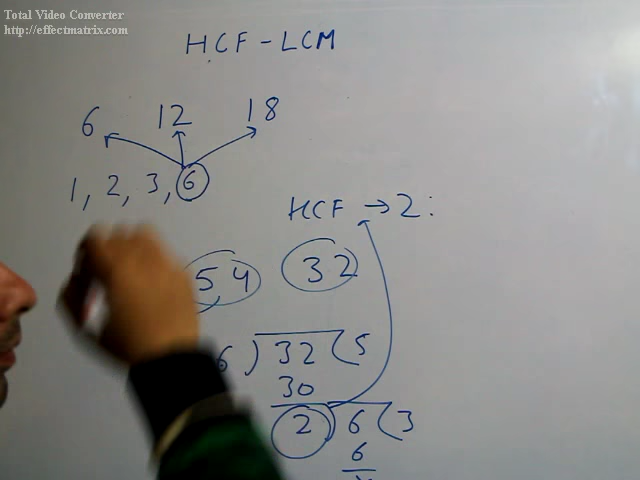 Total Video Converter
http://effectmatrix.com
HCF - LCM
6 12 18
1, 2, 3, 6
HCF → 2:
54 32
6 ) 32 ( 5
30
2 ) 6 ( 3
6